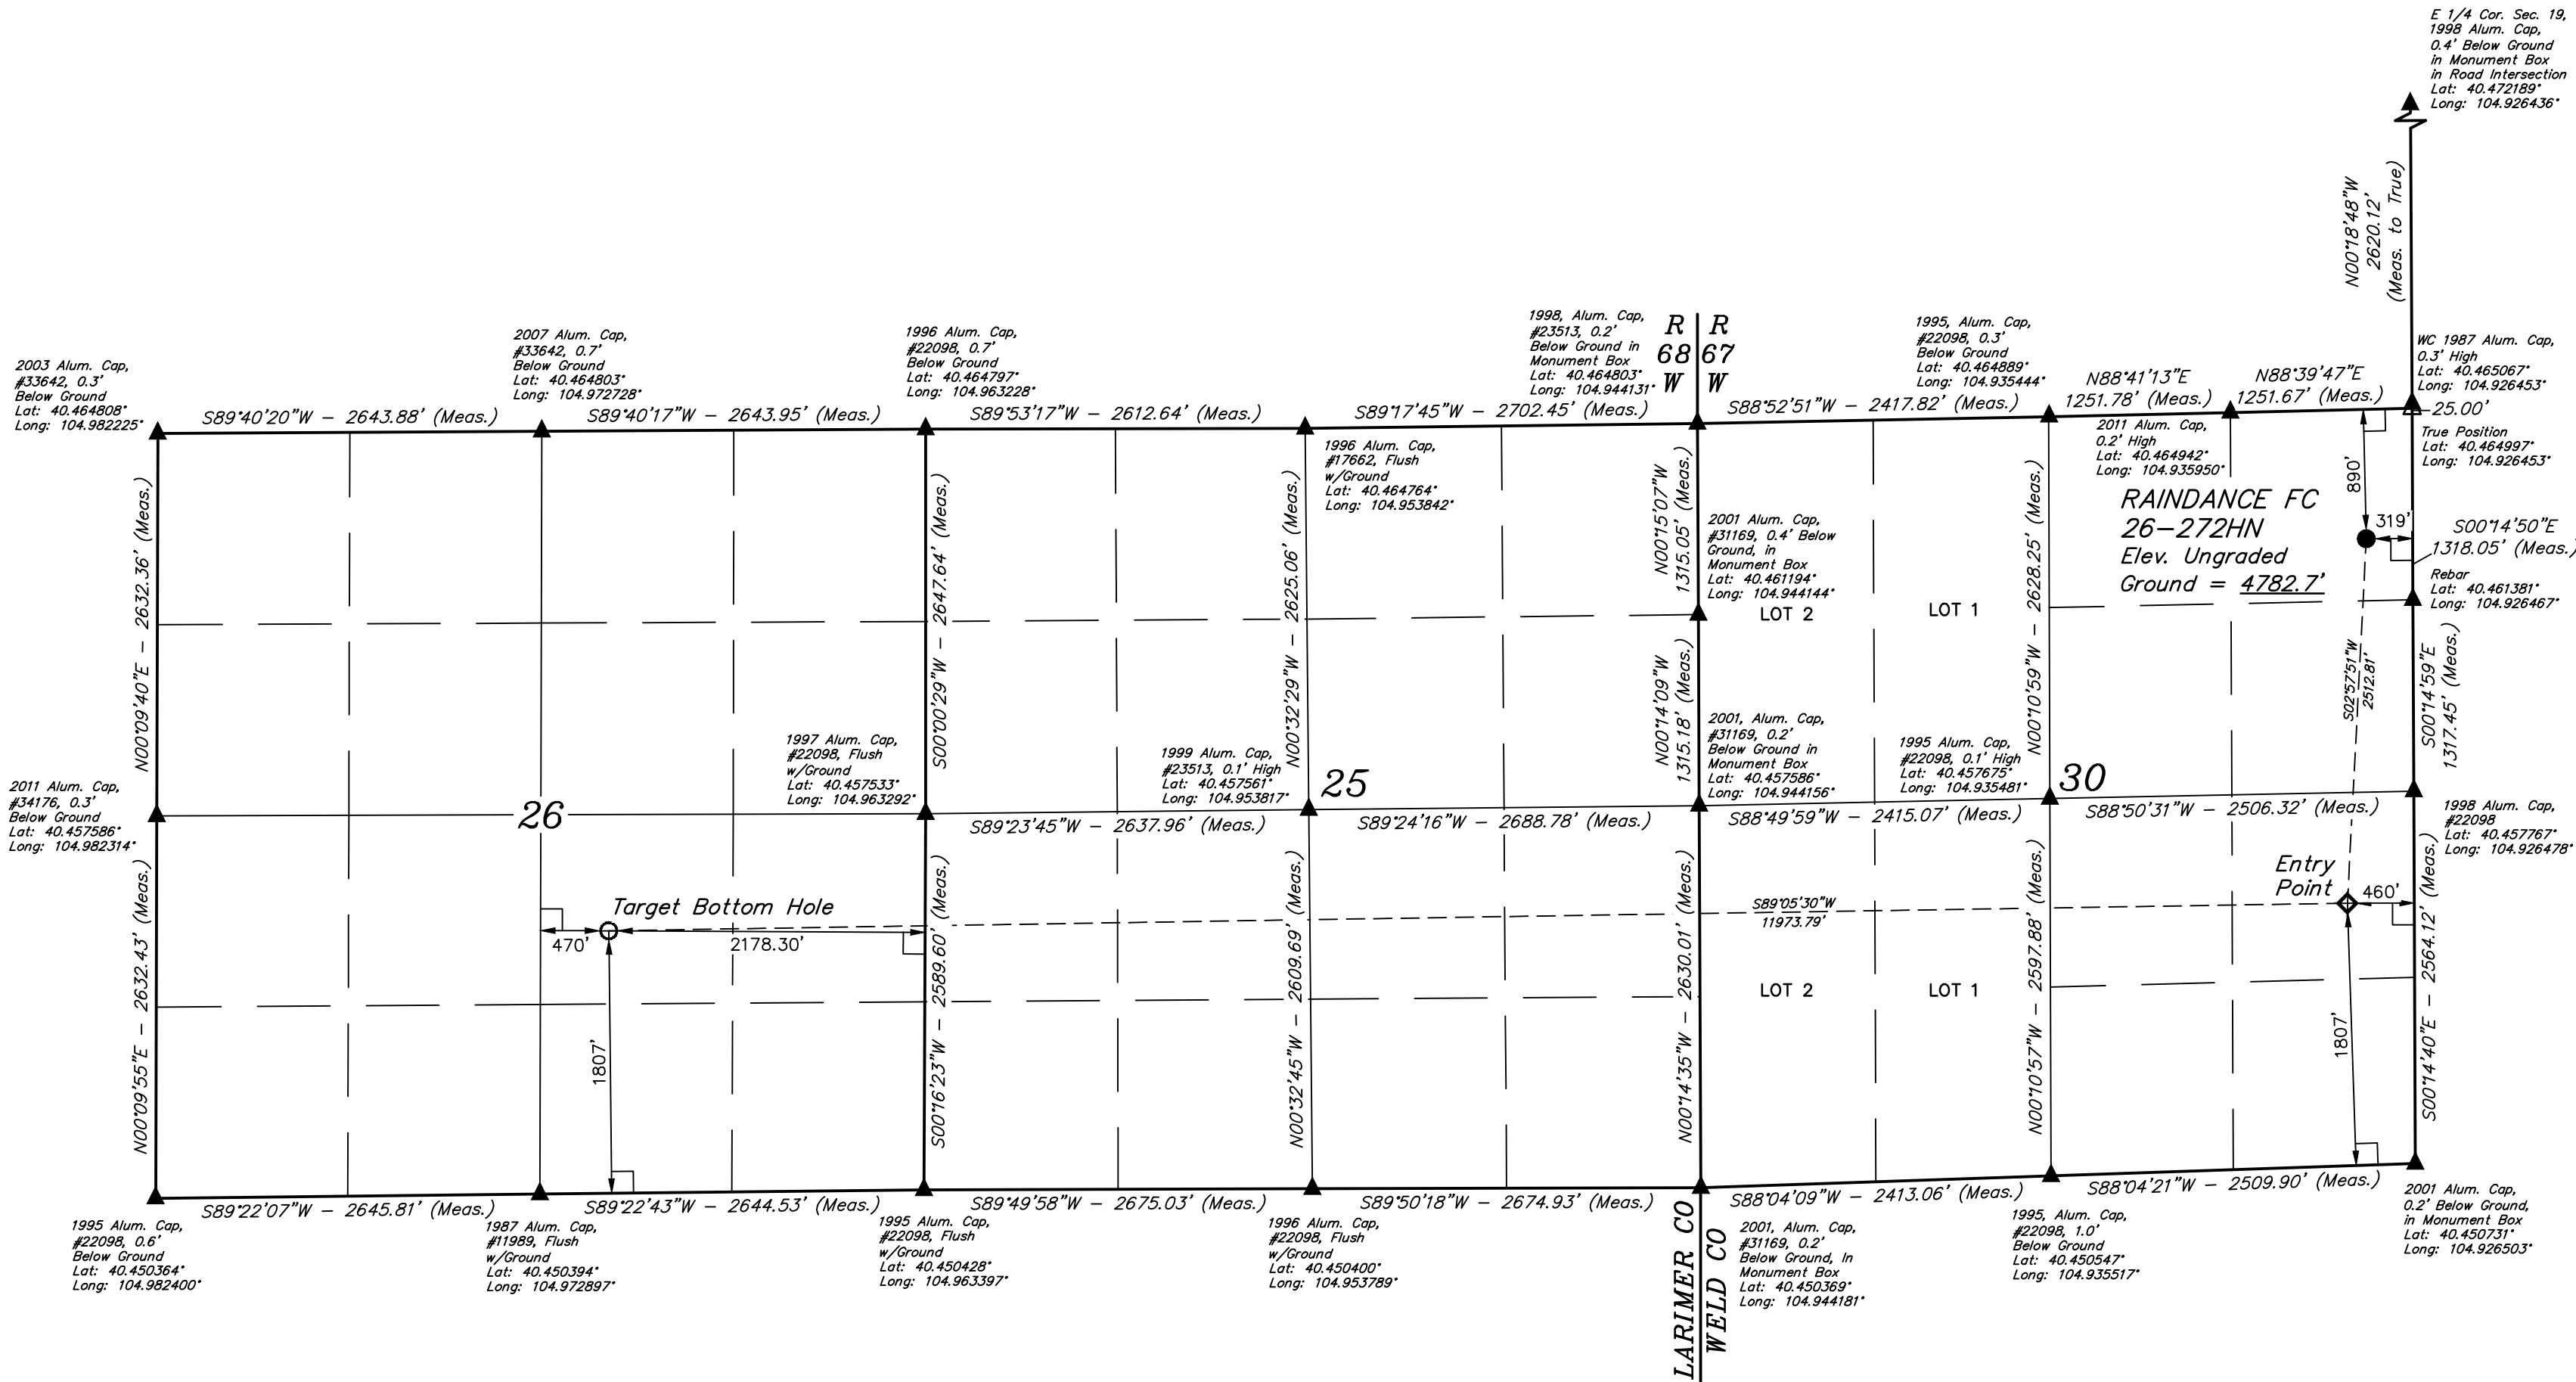 E 1/4 Cor. Sec. 19,
1998 Alum. Cap,
0.4' Below Ground
in Monument Box
in Road Intersection
Lat: 40.472189°
Long: 104.926436°
N00°18'48"W
2620.12'
(Meas. to True)
2003 Alum. Cap,
#33642, 0.3'
Below Ground
Lat: 40.464808°
Long: 104.982225°
2007 Alum. Cap,
#33642, 0.7'
Below Ground
Lat: 40.464803°
Long: 104.972728°
1996 Alum. Cap,
#22098, 0.7'
Below Ground
Lat: 40.464797°
Long: 104.963228°
1998, Alum. Cap,
#23513, 0.2'
Below Ground in
Monument Box
Lat: 40.464803°
Long: 104.944131°
R R
68 67
W W
1995, Alum. Cap,
#22098, 0.3'
Below Ground
Lat: 40.464889°
Long: 104.935444°
WC 1987 Alum. Cap,
0.3' High
Lat: 40.465067°
Long: 104.926453°
S89°40'20"W – 2643.88' (Meas.)
S89°40'17"W – 2643.95' (Meas.)
S89°53'17"W – 2612.64' (Meas.)
S89°17'45"W – 2702.45' (Meas.)
S88°52'51"W – 2417.82' (Meas.)
N88°41'13"E
1251.78' (Meas.)
N88°39'47"E
1251.67' (Meas.)
25.00'
True Position
Lat: 40.464997°
Long: 104.926453°
1996 Alum. Cap,
#17662, Flush
w/Ground
Lat: 40.464764°
Long: 104.953842°
2011 Alum. Cap,
0.2' High
Lat: 40.464942°
Long: 104.935950°
N00°09'40"E – 2632.36' (Meas.)
S00°00'29"W – 2647.64' (Meas.)
N00°32'29"W – 2625.06' (Meas.)
N00°15'07"W
1315.05' (Meas.)
2001 Alum. Cap,
#31169, 0.4' Below
Ground, in
Monument Box
Lat: 40.461194°
Long: 104.944144°
LOT 2
LOT 1
N00°10'59"W – 2628.25' (Meas.)
RAINDANCE FC
26–272HN
Elev. Ungraded
Ground = 4782.7'
890'
319'
S00°14'50"E
1318.05' (Meas.)
Rebar
Lat: 40.461381°
Long: 104.926467°
S02°57'51"W
2512.81'
S00°14'59"E
1317.45' (Meas.)
N00°14'09"W
1315.18' (Meas.)
2011 Alum. Cap,
#34176, 0.3'
Below Ground
Lat: 40.457586°
Long: 104.982314°
26
1997 Alum. Cap,
#22098, Flush
w/Ground
Lat: 40.457533°
Long: 104.963292°
1999 Alum. Cap,
#23513, 0.1' High
Lat: 40.457561°
Long: 104.953817°
25
2001, Alum. Cap,
#31169, 0.2'
Below Ground in
Monument Box
Lat: 40.457586°
Long: 104.944156°
1995 Alum. Cap,
#22098, 0.1' High
Lat: 40.457675°
Long: 104.935481°
30
S89°23'45"W – 2637.96' (Meas.)
S89°24'16"W – 2688.78' (Meas.)
S88°49'59"W – 2415.07' (Meas.)
S88°50'31"W – 2506.32' (Meas.)
1998 Alum. Cap,
#22098
Lat: 40.457767°
Long: 104.926478°
N00°09'55"E – 2632.43' (Meas.)
Target Bottom Hole
470'
2178.30'
1807'
S00°16'23"W – 2589.60' (Meas.)
N00°32'45"W – 2609.69' (Meas.)
N00°14'35"W – 2630.01' (Meas.)
S89°05'30"W
11973.79'
LOT 2
LOT 1
N00°10'57"W – 2597.88' (Meas.)
Entry
Point
460'
1807'
S00°14'40"E – 2564.12' (Meas.)
S89°22'07"W – 2645.81' (Meas.)
S89°22'43"W – 2644.53' (Meas.)
S89°49'58"W – 2675.03' (Meas.)
S89°50'18"W – 2674.93' (Meas.)
S88°04'09"W – 2413.06' (Meas.)
S88°04'21"W – 2509.90' (Meas.)
1995 Alum. Cap,
#22098, 0.6'
Below Ground
Lat: 40.450364°
Long: 104.982400°
1987 Alum. Cap,
#11989, Flush
w/Ground
Lat: 40.450394°
Long: 104.972897°
1995 Alum. Cap,
#22098, Flush
w/Ground
Lat: 40.450428°
Long: 104.963397°
1996 Alum. Cap,
#22098, Flush
w/Ground
Lat: 40.450400°
Long: 104.953789°
LARIMER CO
WELD CO
2001, Alum. Cap,
#31169, 0.2'
Below Ground, In
Monument Box
Lat: 40.450369°
Long: 104.944181°
1995, Alum. Cap,
#22098, 1.0'
Below Ground
Lat: 40.450547°
Long: 104.935517°
2001 Alum. Cap,
0.2' Below Ground,
in Monument Box
Lat: 40.450731°
Long: 104.926503°